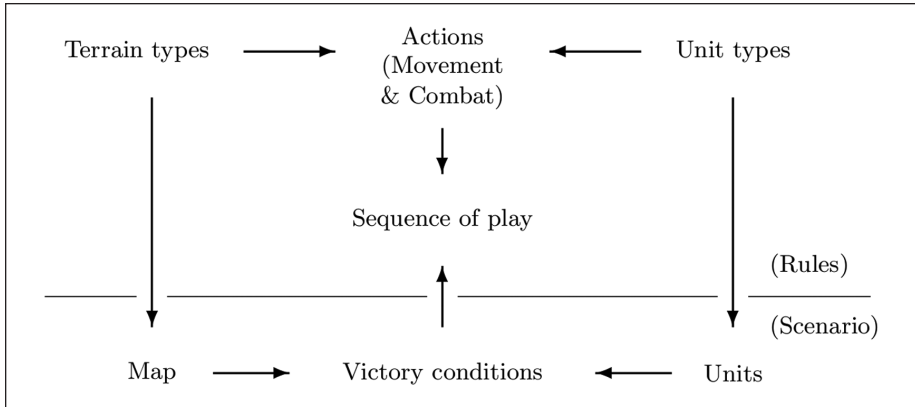 Terrain types
Actions
(Movement
& Combat)
Unit types
Sequence of play
(Rules)
(Scenario)
Map
Victory conditions
Units